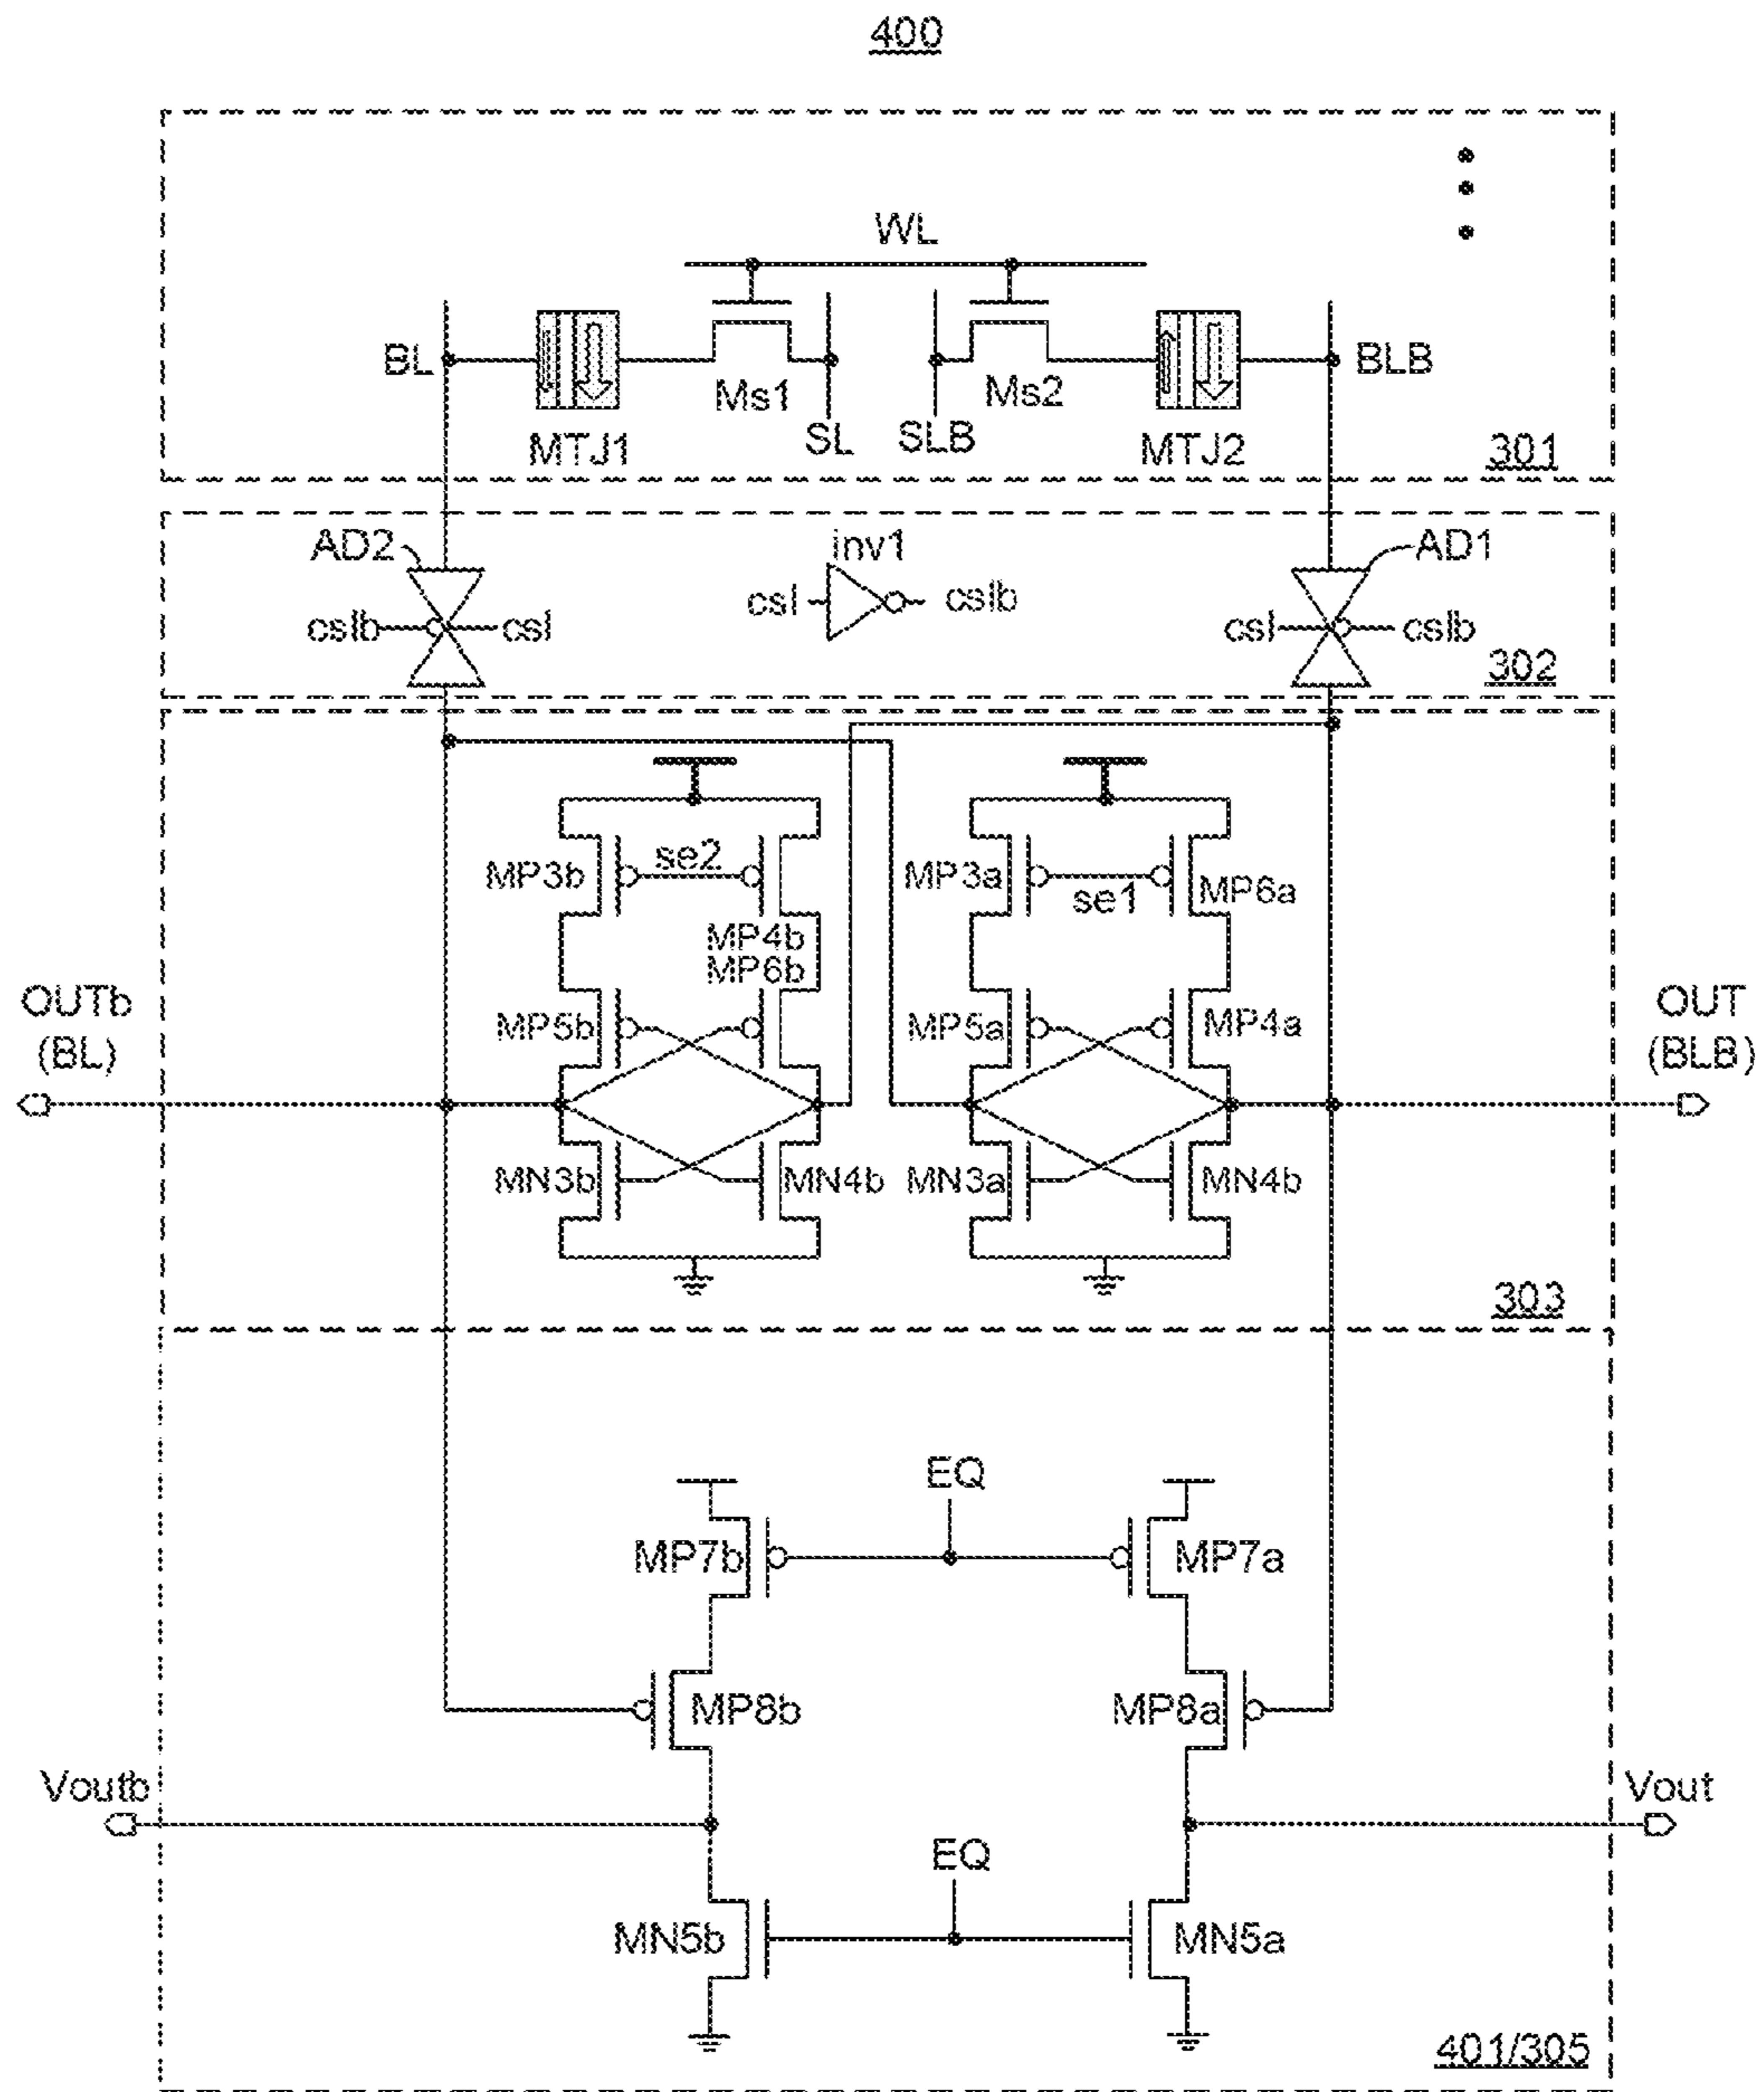 400
WL
BL
BLB
Ms1
Ms2
MTJ1
SL
SLB
MTJ2
301
AD2
inv1
AD1
cslb
csl
csl
cslb
csl
cslb
302
MP3b
se2
MP3a
se1
MP6a
MP4b
MP6b
OUTb
(BL)
MP5b
MP5a
MP4a
OUT
(BLB)
MN3b
MN4b
MN3a
MN4b
303
EQ
MP7b
MP7a
MP8b
MP8a
Voutb
Vout
EQ
MN5b
MN5a
401/305